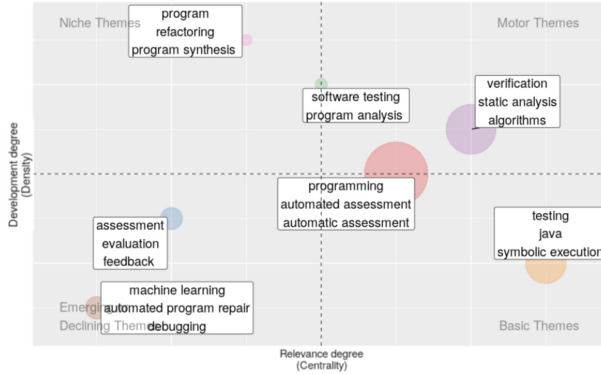 Niche Themes
program
refactoring
program synthesis
Motor Themes
software testing
program analysis
verification
static analysis
algorithms
programming
automated assessment
automatic assessment
assessment
evaluation
feedback
testing
java
symbolic execution
machine learning
automated program repair
debugging
Emerging or
Declining Themes
Basic Themes
Development degree
(Density)
Relevance degree
(Centrality)